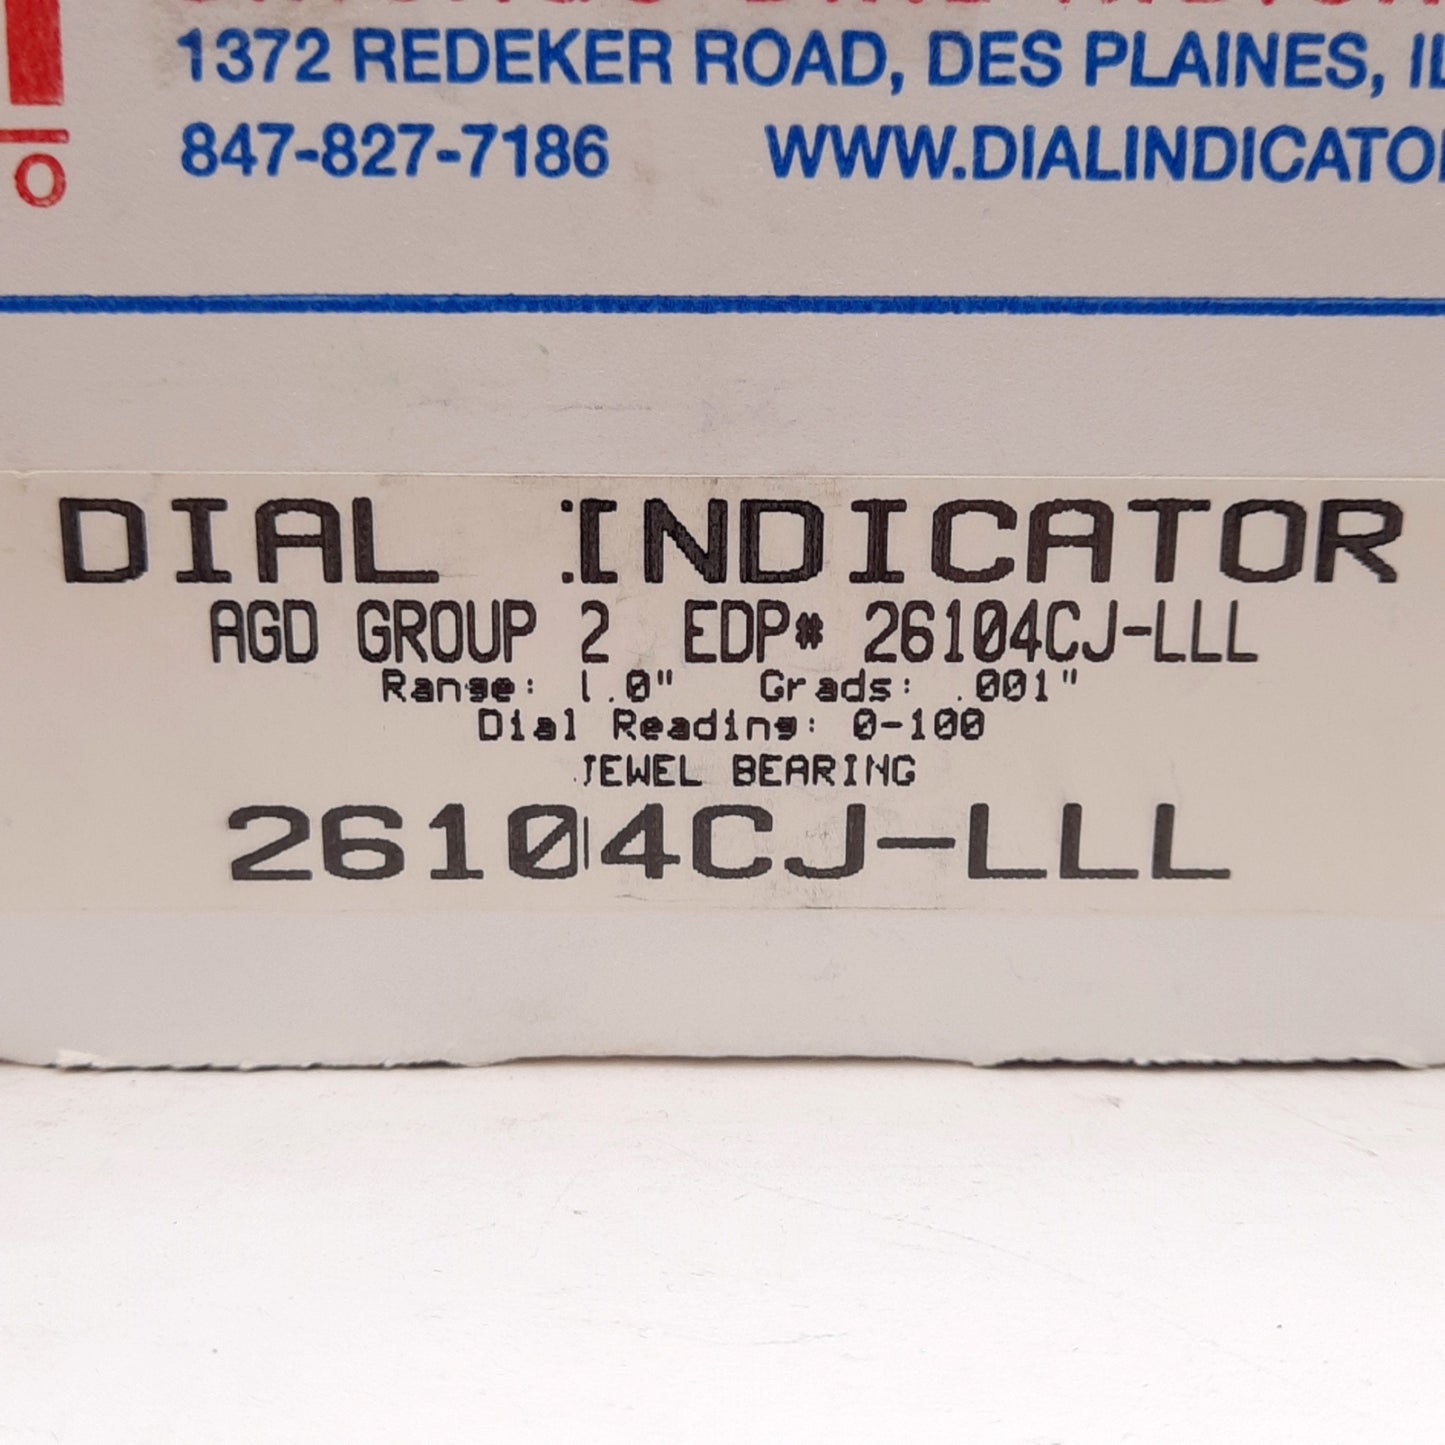 1372 REDEKER ROAD, DES PLAINES, IL
847-827-7186 WWW.DIALINDICATO
O
DIAL INDICATOR
AGD GROUP 2 EDP# 26104CJ-LLL
Range: 1.0" Grads: .001"
Dial Reading: 0-100
JEWEL BEARING
26104CJ-LLL